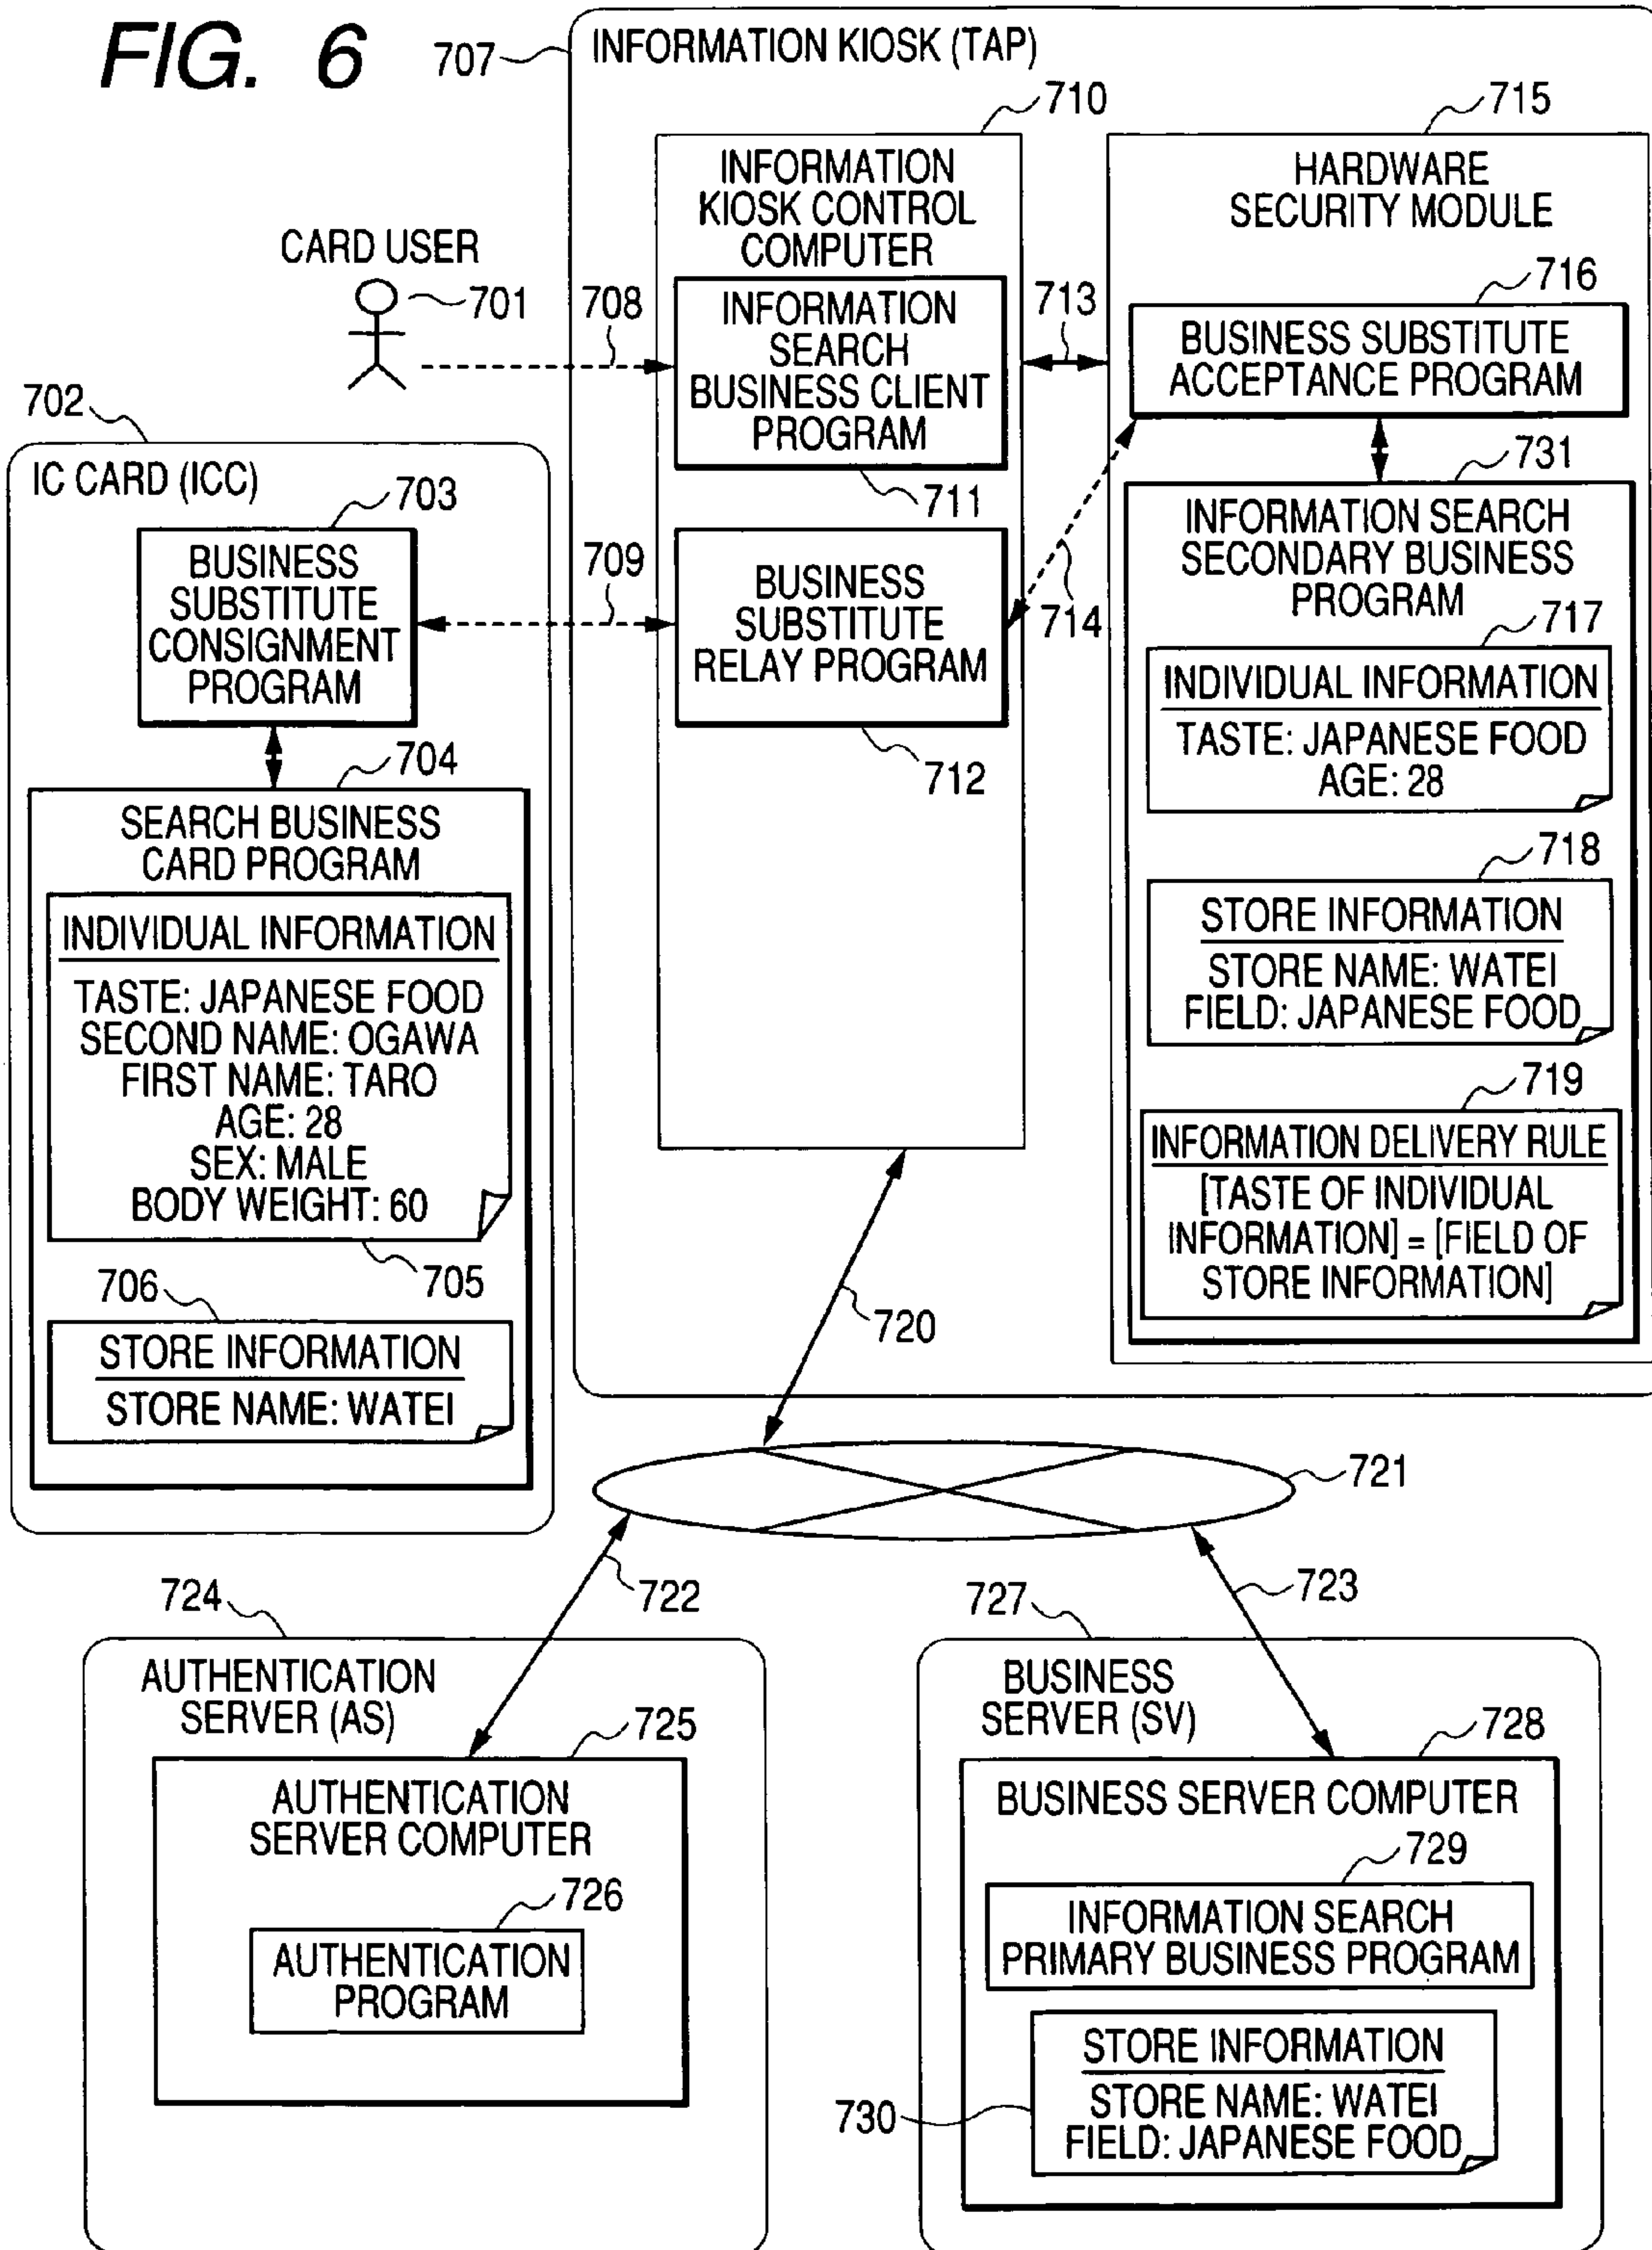 FIG. 6
707
INFORMATION KIOSK (TAP)
710
INFORMATION
KIOSK CONTROL
COMPUTER
INFORMATION
SEARCH
BUSINESS CLIENT
PROGRAM
711
BUSINESS
SUBSTITUTE
RELAY PROGRAM
712
713
714
715
HARDWARE
SECURITY MODULE
716
BUSINESS SUBSTITUTE
ACCEPTANCE PROGRAM
731
INFORMATION SEARCH
SECONDARY BUSINESS
PROGRAM
717
INDIVIDUAL INFORMATION
TASTE: JAPANESE FOOD
AGE: 28
718
STORE INFORMATION
STORE NAME: WATEI
FIELD: JAPANESE FOOD
719
INFORMATION DELIVERY RULE
[TASTE OF INDIVIDUAL
INFORMATION] = [FIELD OF
STORE INFORMATION]
CARD USER
701
708
709
702
IC CARD (ICC)
703
BUSINESS
SUBSTITUTE
CONSIGNMENT
PROGRAM
704
SEARCH BUSINESS
CARD PROGRAM
INDIVIDUAL INFORMATION
TASTE: JAPANESE FOOD
SECOND NAME: OGAWA
FIRST NAME: TARO
AGE: 28
SEX: MALE
BODY WEIGHT: 60
705
706
STORE INFORMATION
STORE NAME: WATEI
720
721
722
723
724
AUTHENTICATION
SERVER (AS)
725
AUTHENTICATION
SERVER COMPUTER
726
AUTHENTICATION
PROGRAM
727
BUSINESS
SERVER (SV)
728
BUSINESS SERVER COMPUTER
729
INFORMATION SEARCH
PRIMARY BUSINESS PROGRAM
STORE INFORMATION
STORE NAME: WATEI
FIELD: JAPANESE FOOD
730